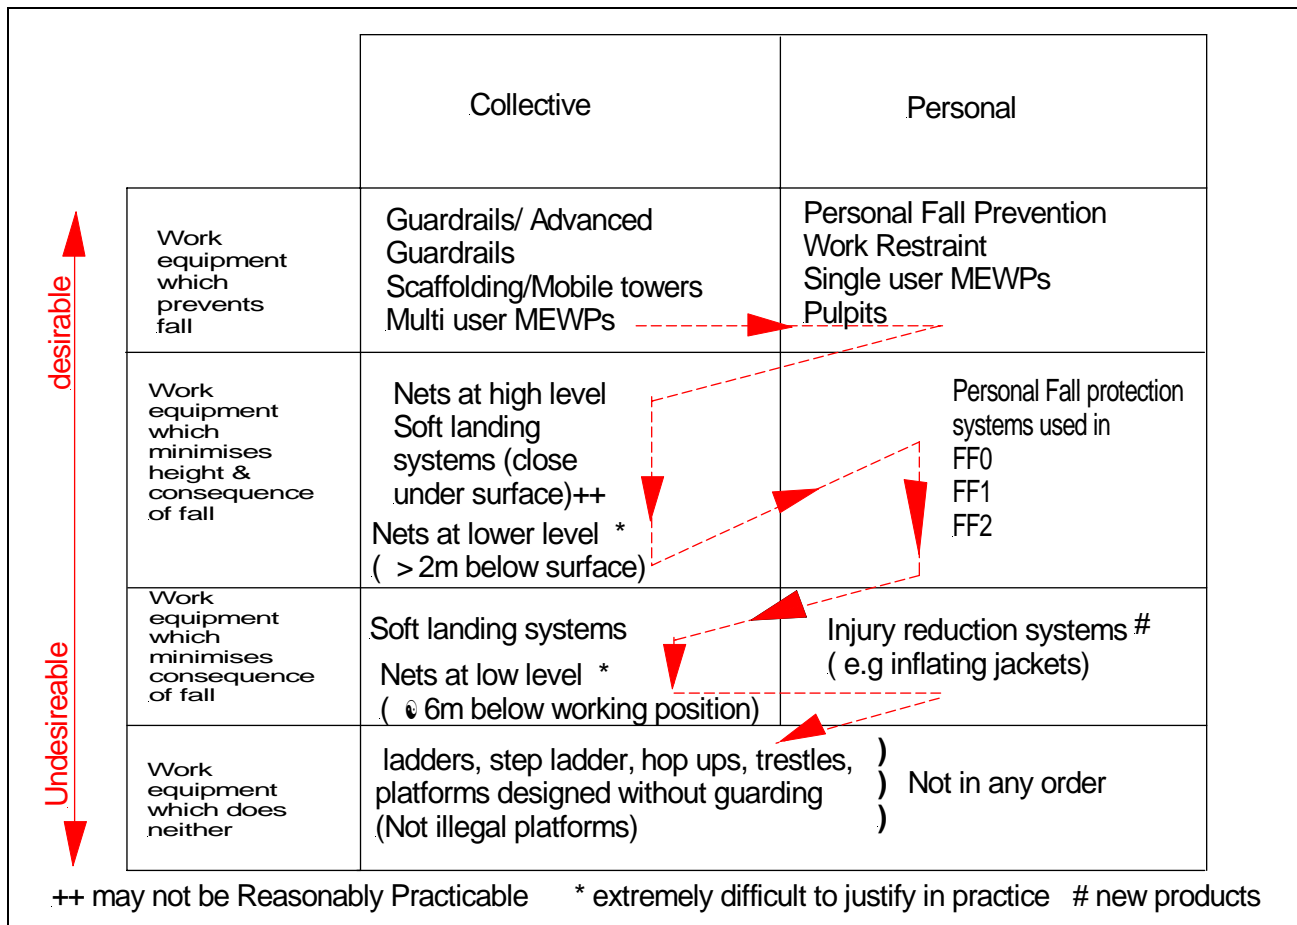 Collective
Personal
desirable
Undesireable
Work
equipment
which
prevents
fall
Guardrails/ Advanced
Guardrails
Scaffolding/Mobile towers
Multi user MEWPs
Personal Fall Prevention
Work Restraint
Single user MEWPs
Pulpits
Work
equipment
which
minimises
height &
consequence
of fall
Nets at high level
Soft landing
systems (close
under surface)++
Nets at lower level *
( > 2m below surface)
Personal Fall protection
systems used in
FF0
FF1
FF2
Work
equipment
which
minimises
consequence
of fall
Soft landing systems
Nets at low level *
( ☯ 6m below working position)
Injury reduction systems #
( e.g inflating jackets)
Work
equipment
which does
neither
ladders, step ladder, hop ups, trestles, )
platforms designed without guarding ) Not in any order
(Not illegal platforms) )
++ may not be Reasonably Practicable * extremely difficult to justify in practice # new products